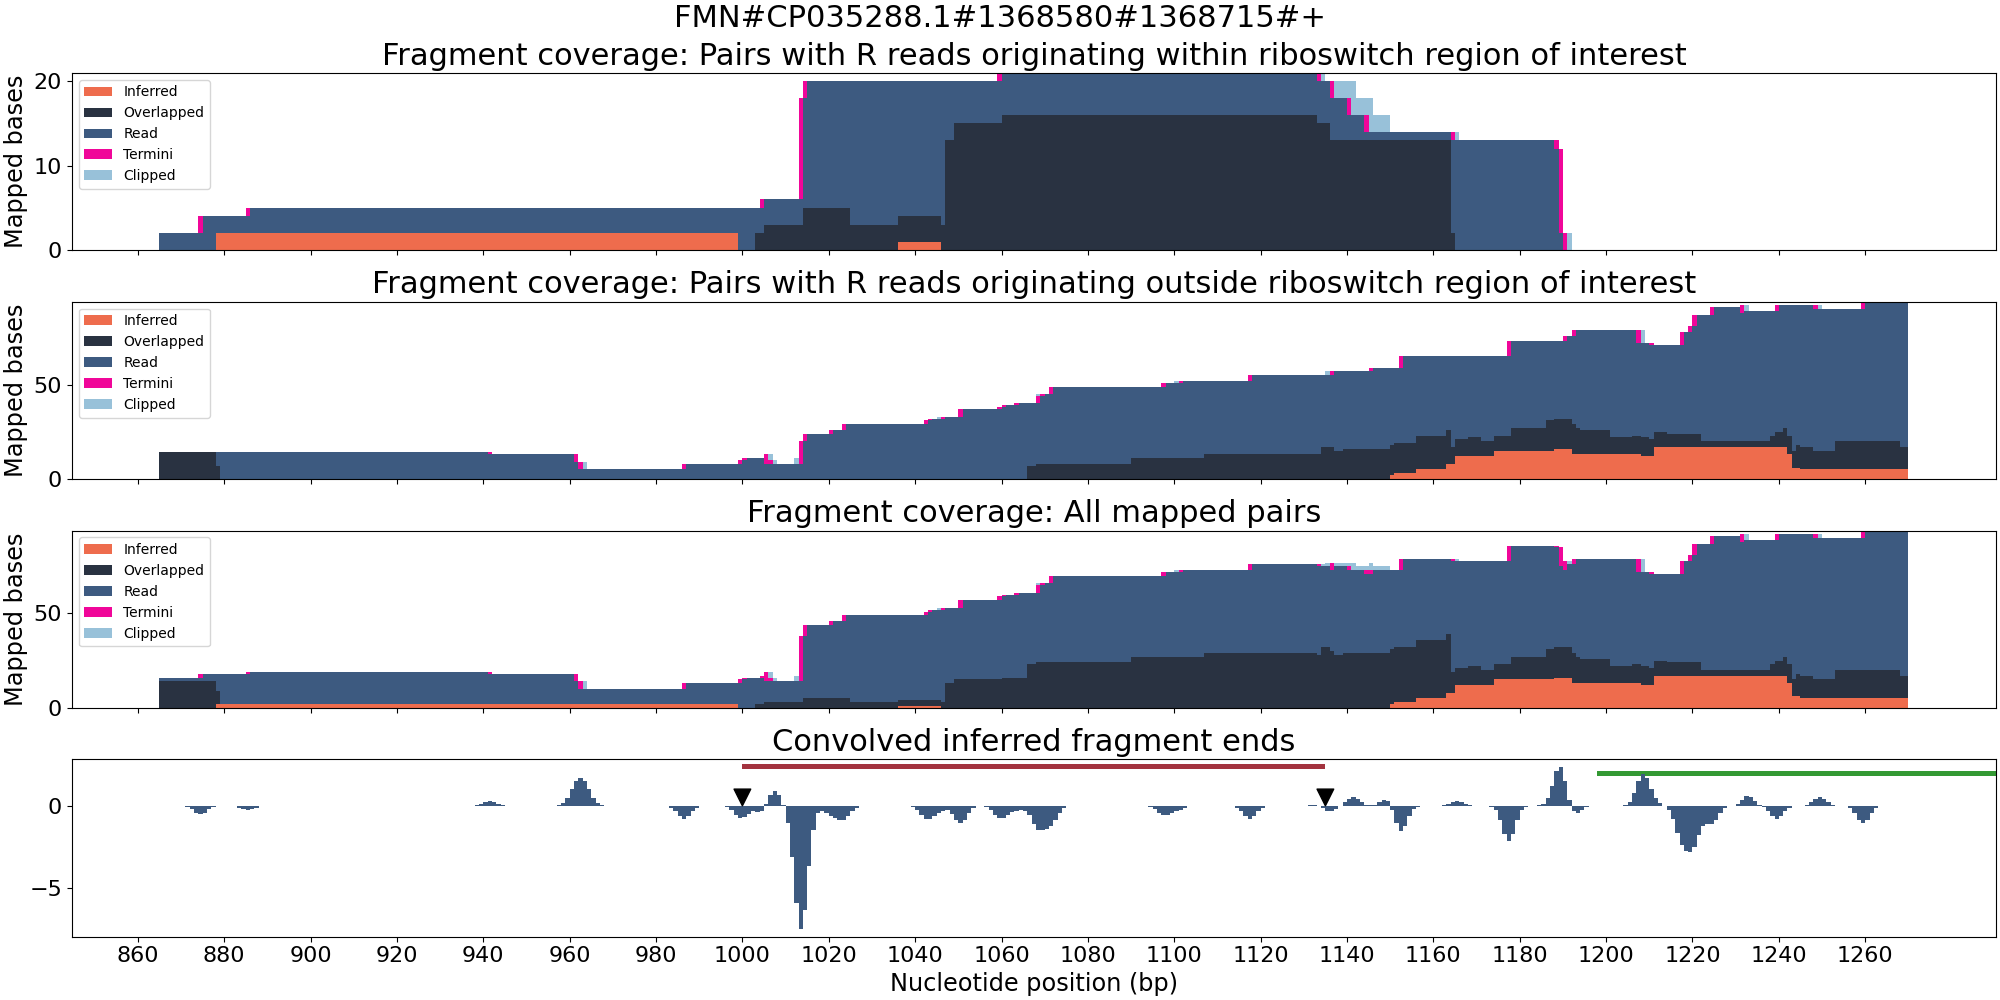 FMN#CP035288.1#1368580#1368715#+
Fragment coverage: Pairs with R reads originating within riboswitch region of interest
Mapped bases
20
10
0
Inferred
Overlapped
Read
Termini
Clipped
Fragment coverage: Pairs with R reads originating outside riboswitch region of interest
Mapped bases
50
0
Inferred
Overlapped
Read
Termini
Clipped
Fragment coverage: All mapped pairs
Mapped bases
50
0
Inferred
Overlapped
Read
Termini
Clipped
Convolved inferred fragment ends
0
−5
860 880 900 920 940 960 980 1000 1020 1040 1060 1080 1100 1120 1140 1160 1180 1200 1220 1240 1260
Nucleotide position (bp)